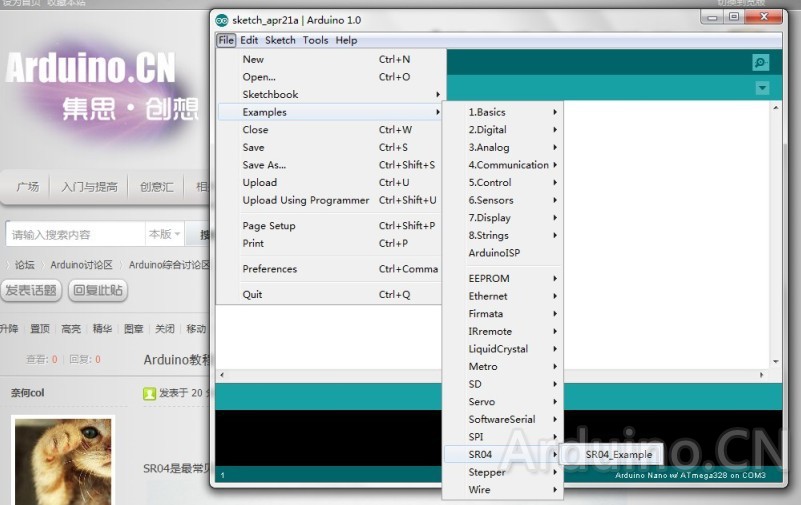 设为首页 收藏本站
切换到宽版
Arduino.CN
集思·创想
广场
入门与提高
创意汇
请输入搜索内容
本版
论坛
Arduino讨论区
Arduino综合讨论区
发表话题
回复此贴
升降
置顶
高亮
精华
图章
关闭
移动
查看: 0
回复: 0
Arduino教程
奈何col
发表于 20
SR04是最常见
sketch_apr21a | Arduino 1.0
File Edit Sketch Tools Help
New Ctrl+N
Open... Ctrl+O
Sketchbook
Examples
Close Ctrl+W
Save Ctrl+S
Save As... Ctrl+Shift+S
Upload Ctrl+U
Upload Using Programmer Ctrl+Shift+U
Page Setup Ctrl+Shift+P
Print Ctrl+P
Preferences Ctrl+Comma
Quit Ctrl+Q
1.Basics
2.Digital
3.Analog
4.Communication
5.Control
6.Sensors
7.Display
8.Strings
ArduinoISP
EEPROM
Ethernet
Firmata
IRremote
LiquidCrystal
Metro
SD
Servo
SoftwareSerial
SPI
SR04
Stepper
Wire
SR04_Example
Arduino.CN
1
Arduino Nano w/ ATmega328 on COM3